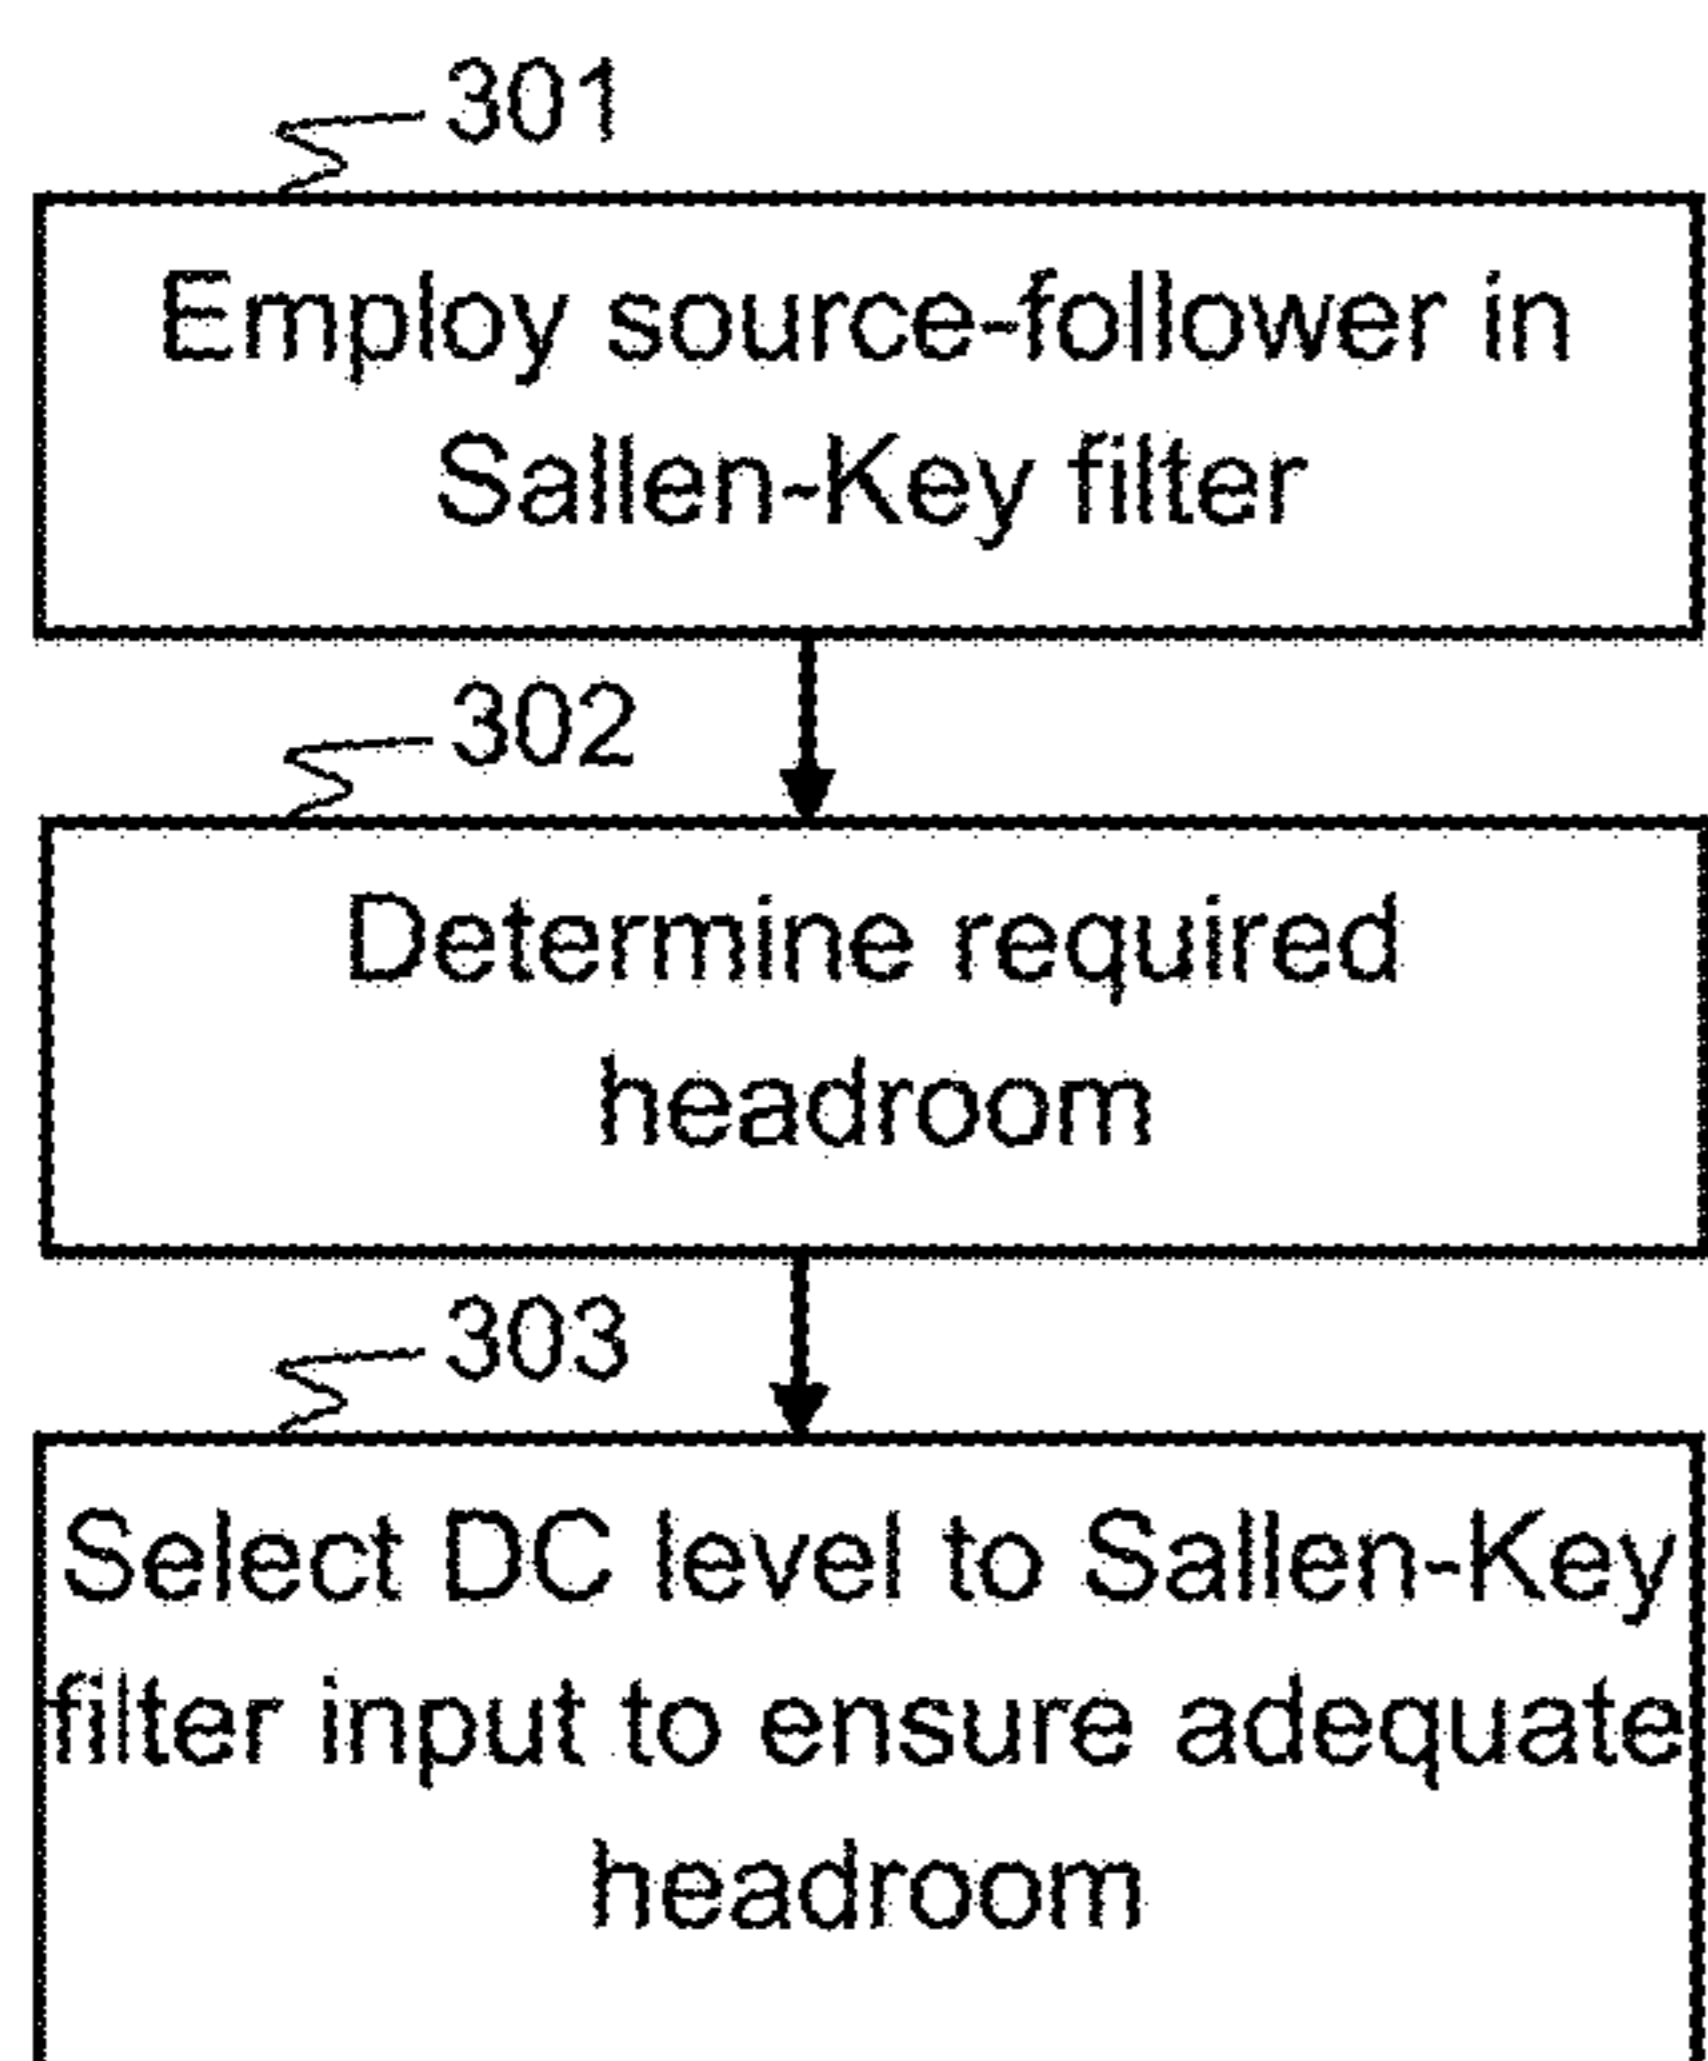 301
Employ source-follower in
Sallen-Key filter
302
Determine required
headroom
303
Select DC level to Sallen-Key
filter input to ensure adequate
headroom